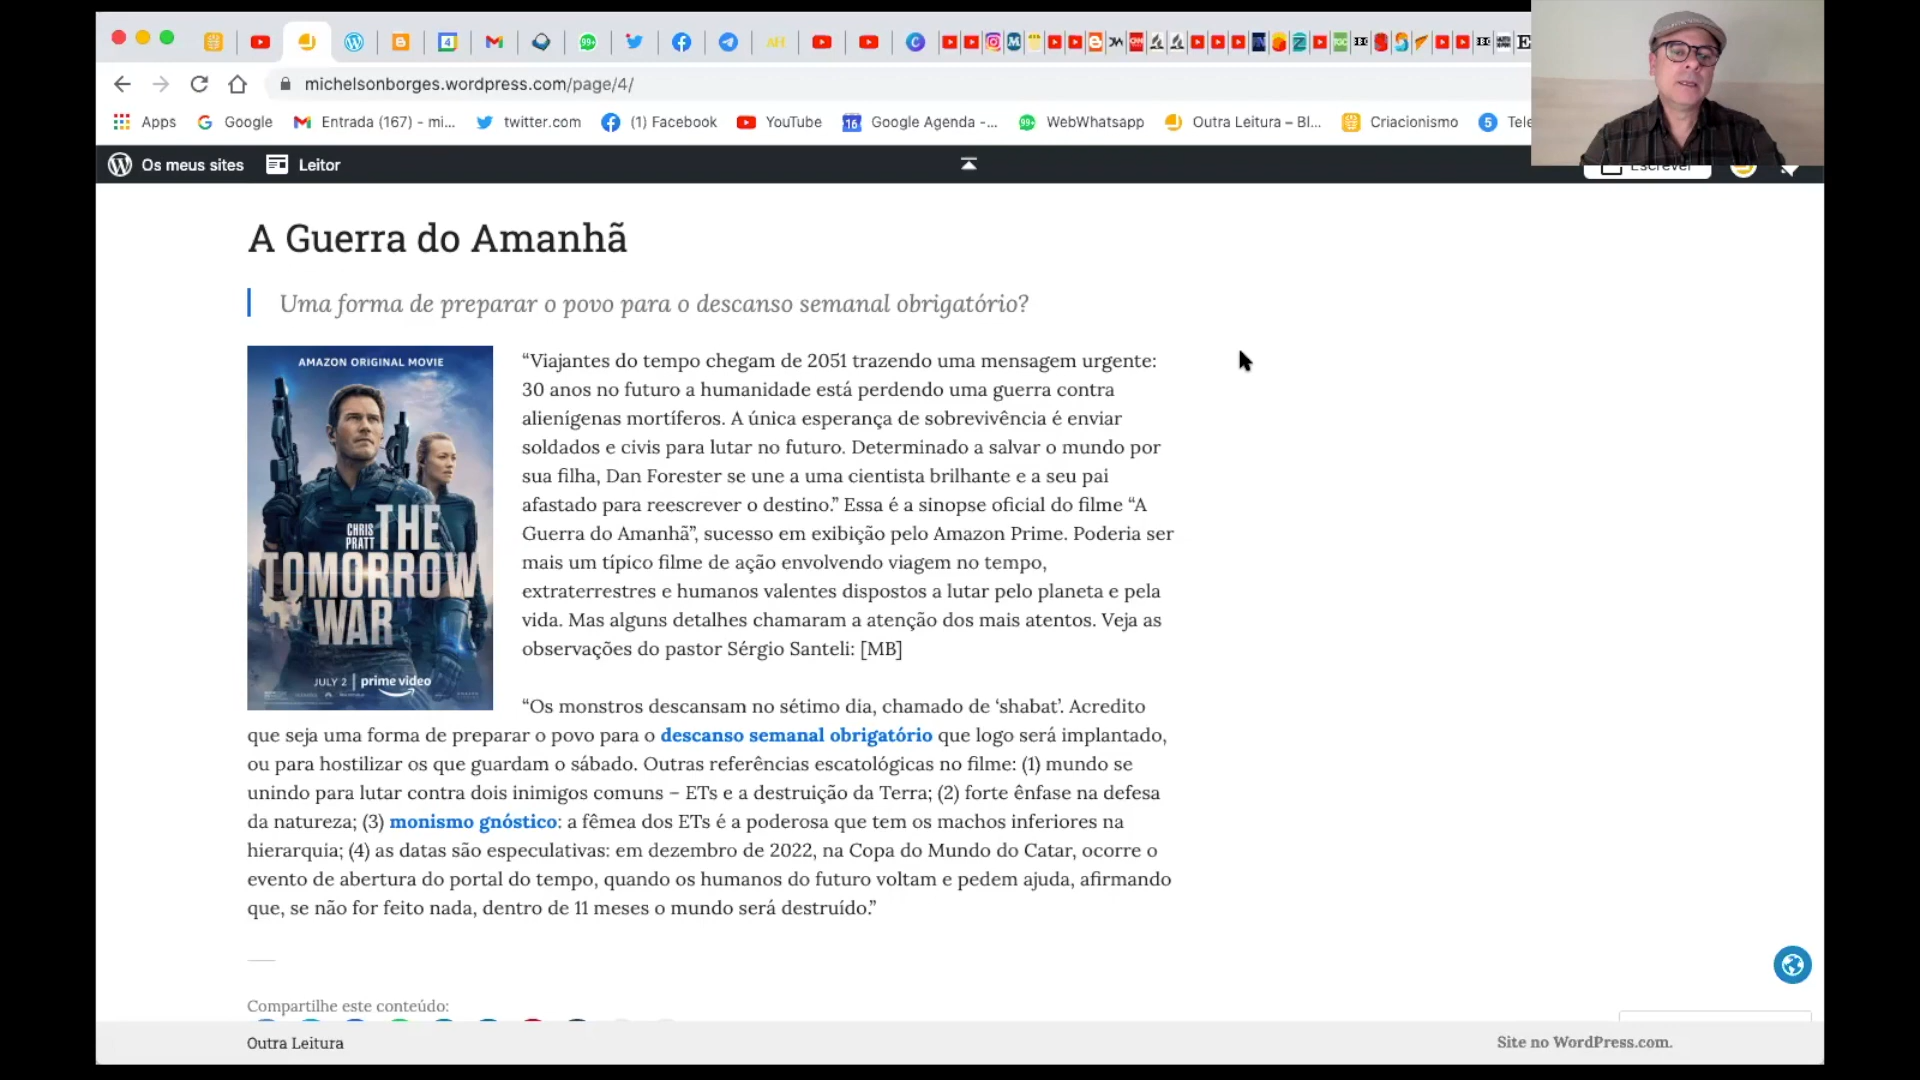 4
99+
michelsonborges.wordpress.com/page/4/
Apps
Google
Entrada (167) - mi...
twitter.com
(1) Facebook
YouTube
16
Google Agenda -...
99+
WebWhatsapp
Outra Leitura – Bl...
Criacionismo
5
Tele
Os meus sites
Leitor
Escrever
A Guerra do Amanhã
Uma forma de preparar o povo para o descanso semanal obrigatório?
AMAZON ORIGINAL MOVIE
CHRIS
PRATT
THE
TOMORROW
WAR
JULY 2 | prime video
“Viajantes do tempo chegam de 2051 trazendo uma mensagem urgente:
30 anos no futuro a humanidade está perdendo uma guerra contra
alienígenas mortíferos. A única esperança de sobrevivência é enviar
soldados e civis para lutar no futuro. Determinado a salvar o mundo por
sua filha, Dan Forester se une a uma cientista brilhante e a seu pai
afastado para reescrever o destino.” Essa é a sinopse oficial do filme “A
Guerra do Amanhã”, sucesso em exibição pelo Amazon Prime. Poderia ser
mais um típico filme de ação envolvendo viagem no tempo,
extraterrestres e humanos valentes dispostos a lutar pelo planeta e pela
vida. Mas alguns detalhes chamaram a atenção dos mais atentos. Veja as
observações do pastor Sérgio Santeli: [MB]
“Os monstros descansam no sétimo dia, chamado de ‘shabat’. Acredito
que seja uma forma de preparar o povo para o descanso semanal obrigatório que logo será implantado,
ou para hostilizar os que guardam o sábado. Outras referências escatológicas no filme: (1) mundo se
unindo para lutar contra dois inimigos comuns – ETs e a destruição da Terra; (2) forte ênfase na defesa
da natureza; (3) monismo gnóstico: a fêmea dos ETs é a poderosa que tem os machos inferiores na
hierarquia; (4) as datas são especulativas: em dezembro de 2022, na Copa do Mundo do Catar, ocorre o
evento de abertura do portal do tempo, quando os humanos do futuro voltam e pedem ajuda, afirmando
que, se não for feito nada, dentro de 11 meses o mundo será destruído.”
Compartilhe este conteúdo:
Outra Leitura
Site no WordPress.com.